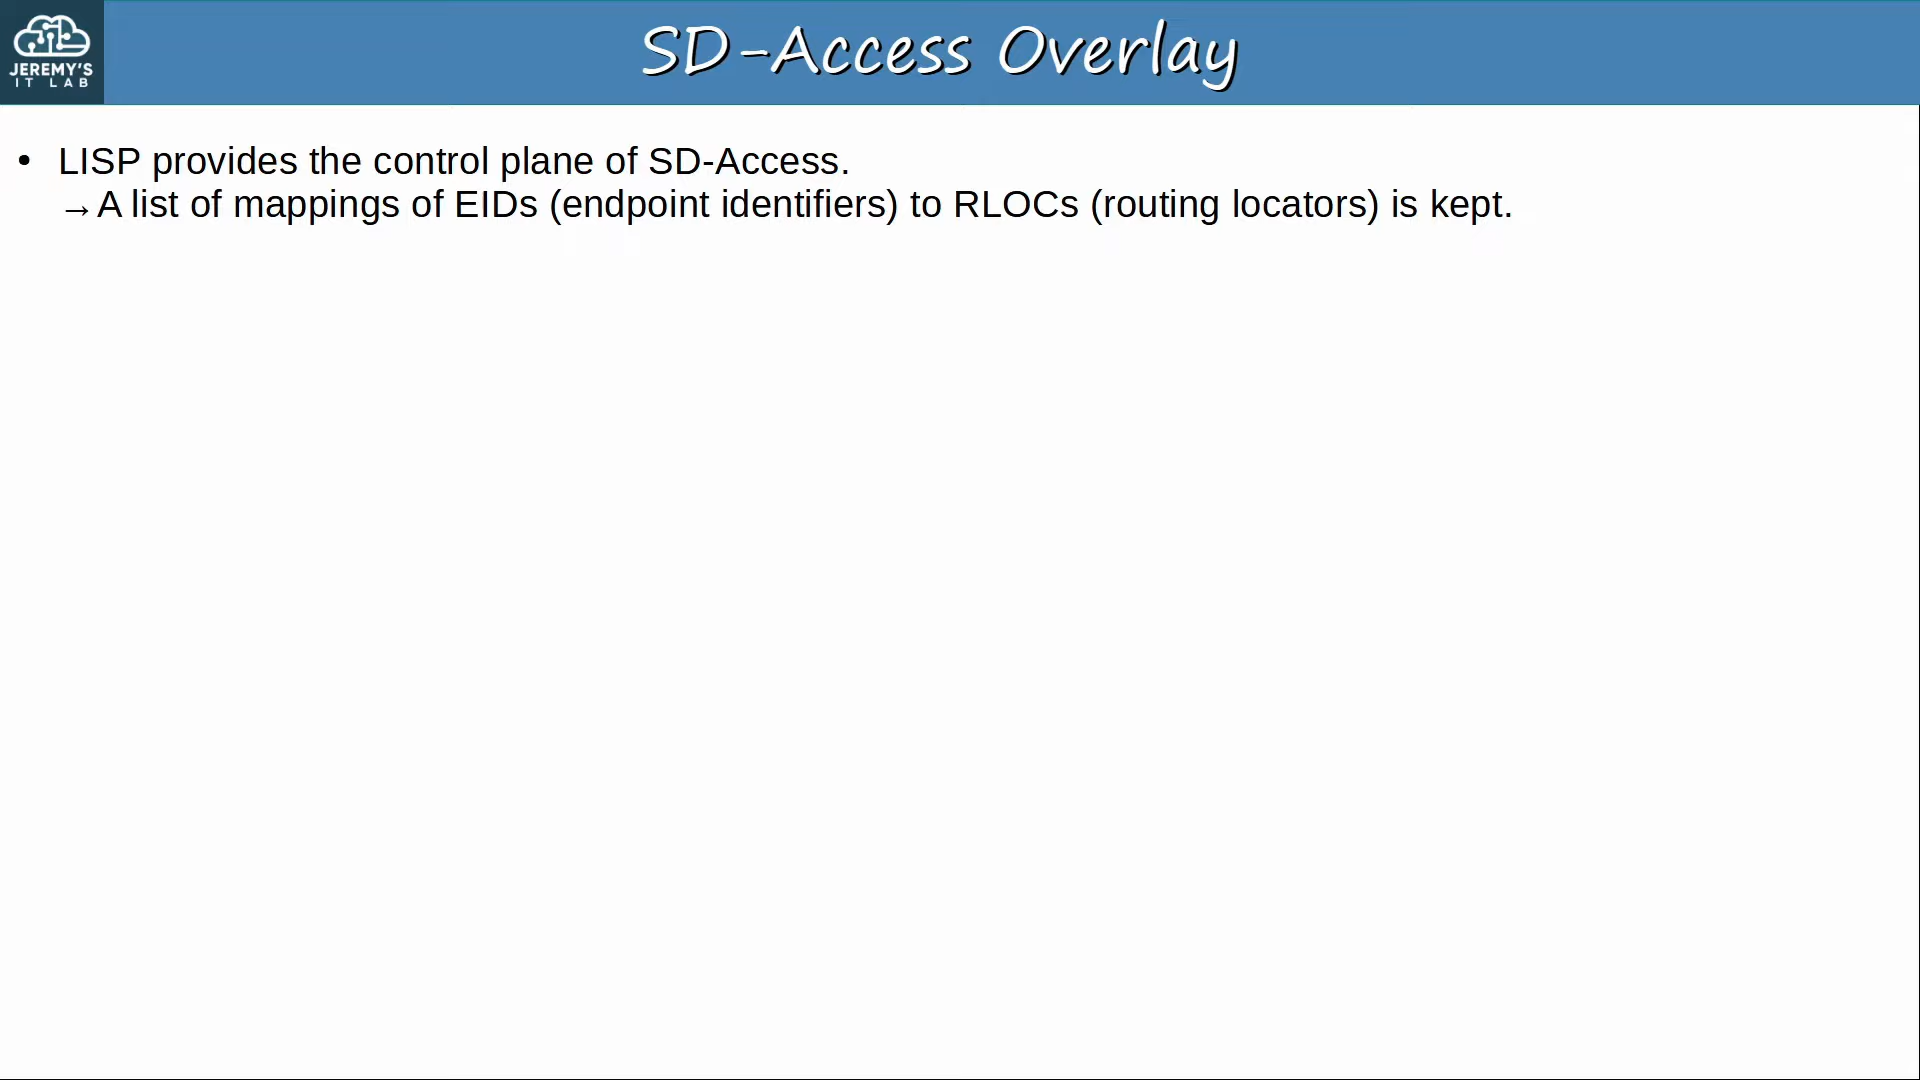 JEREMY'S
IT LAB
SD-Access Overlay
• LISP provides the control plane of SD-Access.
→A list of mappings of EIDs (endpoint identifiers) to RLOCs (routing locators) is kept.